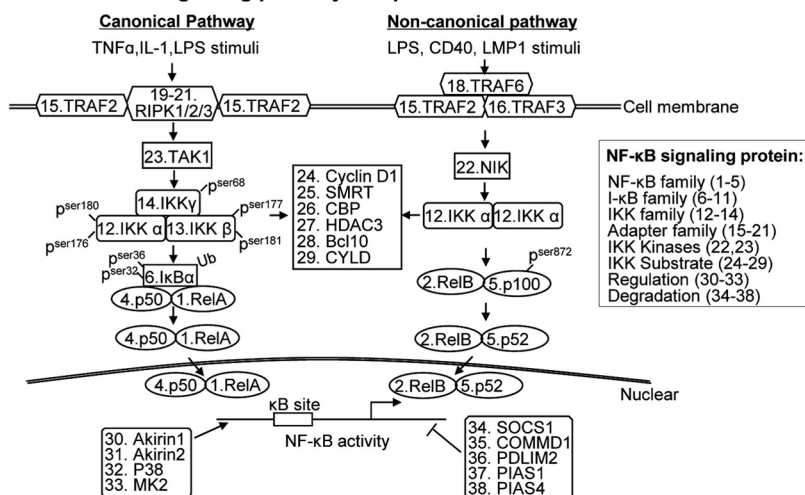 Canonical Pathway
TNFα,IL-1,LPS stimuli
15.TRAF2
19-21.
RIPK1/2/3
15.TRAF2
23.TAK1
14.IKKγ
pser68
pser180
pser177
12.IKK α
13.IKK β
pser176
pser181
pser36
pser32
Ub
6.IκBα
4.p50
1.RelA
4.p50
1.RelA
4.p50
1.RelA
Non-canonical pathway
LPS, CD40, LMP1 stimuli
18.TRAF6
15.TRAF2
16.TRAF3
Cell membrane
22.NIK
12.IKK α
12.IKK α
pser872
2.RelB
5.p100
2.RelB
5.p52
2.RelB
5.p52
Nuclear
24. Cyclin D1
25. SMRT
26. CBP
27. HDAC3
28. Bcl10
29. CYLD
NF-κB signaling protein:
NF-κB family (1-5)
I-κB family (6-11)
IKK family (12-14)
Adapter family (15-21)
IKK Kinases (22,23)
IKK Substrate (24-29)
Regulation (30-33)
Degradation (34-38)
κB site
NF-κB activity
30. Akirin1
31. Akirin2
32. P38
33. MK2
34. SOCS1
35. COMMD1
36. PDLIM2
37. PIAS1
38. PIAS4